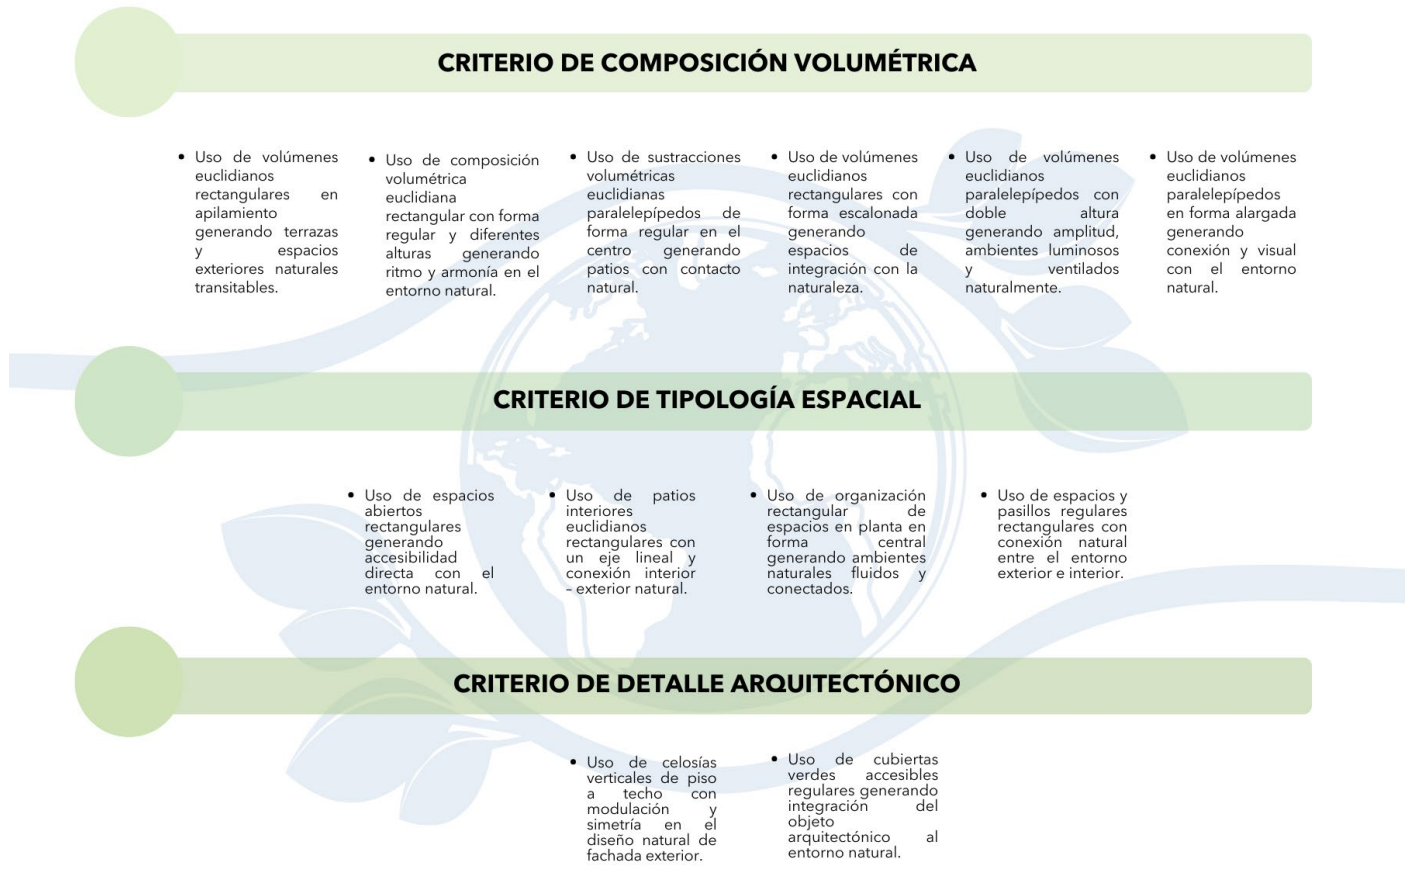 CRITERIO DE COMPOSICIÓN VOLUMÉTRICA
• Uso de volúmenes
euclidianos
rectangulares en
apilamiento
generando terrazas
y espacios
exteriores naturales
transitables.
• Uso de composición
volumétrica
euclidiana
rectangular con forma
regular y diferentes
alturas generando
ritmo y armonía en el
entorno natural.
• Uso de sustracciones
volumétricas
euclidianas
paralelepípedos de
forma regular en el
centro generando
patios con contacto
natural.
• Uso de volúmenes
euclidianos
rectangulares con
forma escalonada
generando
espacios de
integración con la
naturaleza.
• Uso de volúmenes
euclidianos
paralelepípedos con
doble altura
generando amplitud,
ambientes luminosos
y ventilados
naturalmente.
• Uso de volúmenes
euclidianos
paralelepípedos
en forma alargada
generando
conexión y visual
con el entorno
natural.
CRITERIO DE TIPOLOGÍA ESPACIAL
• Uso de espacios
abiertos
rectangulares
generando
accesibilidad
directa con el
entorno natural.
• Uso de patios
interiores
euclidianos
rectangulares con
un eje lineal y
conexión interior
– exterior natural.
• Uso de organización
rectangular de
espacios en planta en
forma central
generando ambientes
naturales fluidos y
conectados.
• Uso de espacios y
pasillos regulares
rectangulares con
conexión natural
entre el entorno
exterior e interior.
CRITERIO DE DETALLE ARQUITECTÓNICO
• Uso de celosías
verticales de piso
a techo con
modulación y
simetría en el
diseño natural de
fachada exterior.
• Uso de cubiertas
verdes accesibles
regulares generando
integración del
objeto
arquitectónico al
entorno natural.